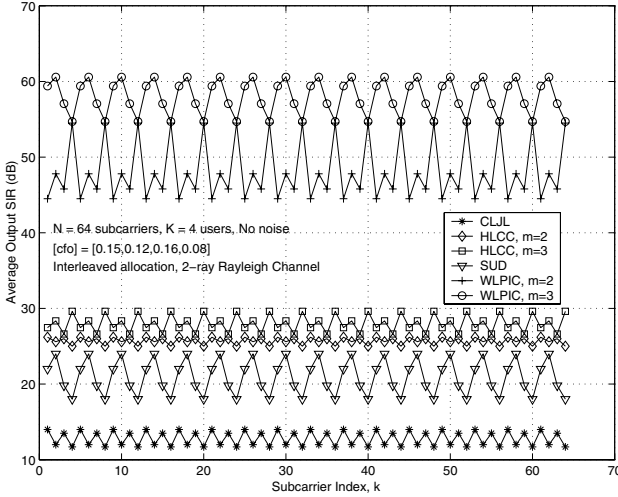 70
60
50
40
30
20
10
0
10
20
30
40
50
60
70
Average Output SIR (dB)
Subcarrier Index, k
N = 64 subcarriers, K = 4 users, No noise
[cfo] = [0.15,0.12,0.16,0.08]
Interleaved allocation, 2−ray Rayleigh Channel
CLJL
HLCC, m=2
HLCC, m=3
SUD
WLPIC, m=2
WLPIC, m=3